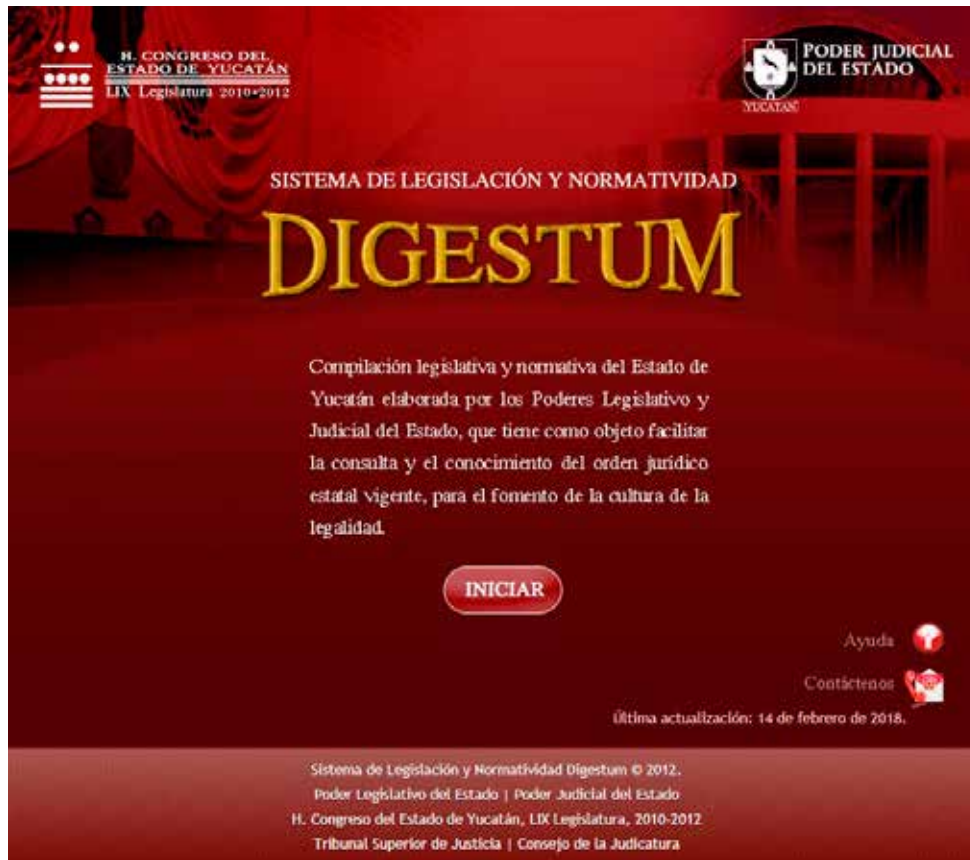 H. CONGRESO DEL
ESTADO DE YUCATÁN
LIX Legislatura 2010-2012
PODER JUDICIAL
DEL ESTADO
YUCATÁN
SISTEMA DE LEGISLACIÓN Y NORMATIVIDAD
DIGESTUM
Compilación legislativa y normativa del Estado de
Yucatán elaborada por los Poderes Legislativo y
Judicial del Estado, que tiene como objeto facilitar
la consulta y el conocimiento del orden jurídico
estatal vigente, para el fomento de la cultura de la
legalidad.
INICIAR
Ayuda
Contáctenos
Última actualización: 14 de febrero de 2018.
Sistema de Legislación y Normatividad Digestum © 2012.
Poder Legislativo del Estado | Poder Judicial del Estado
H. Congreso del Estado de Yucatán, LIX Legislatura, 2010-2012
Tribunal Superior de Justicia | Consejo de la Judicatura